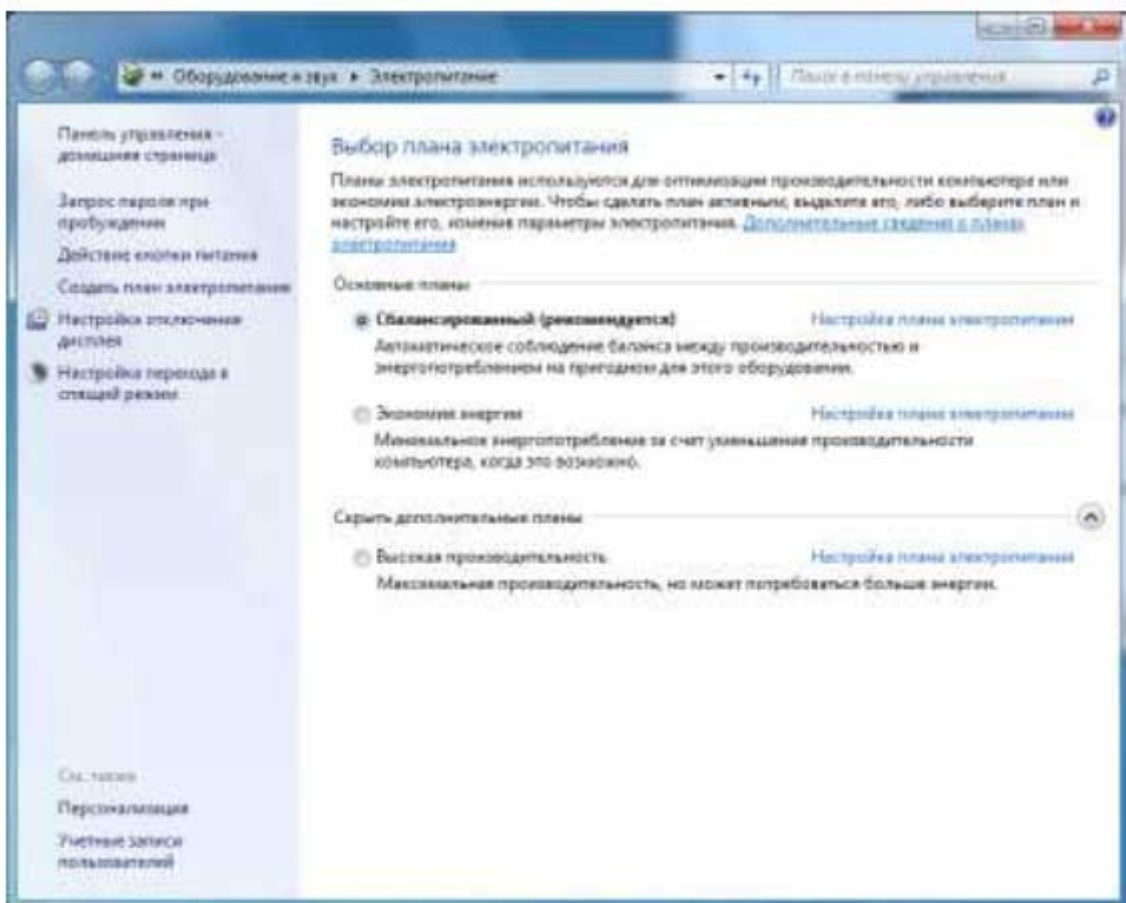 Оборудование и звук ▸ Электропитание
Поиск в панели управления
Панель управления -
домашняя страница
Запрос пароля при
пробуждении
Действие кнопки питания
Создать план электропитания
Настройка отключения
дисплея
Настройка перехода в
спящий режим
См. также
Персонализация
Учетные записи
пользователей
Выбор плана электропитания
Планы электропитания используются для оптимизации производительности компьютера или
экономии электроэнергии. Чтобы сделать план активным, выделите его, либо выберите план и
настройте его, изменив параметры электропитания. Дополнительные сведения о планах
электропитания
Основные планы
Сбалансированный (рекомендуется) Настройка плана электропитания
Автоматическое соблюдение баланса между производительностью и
энергопотреблением на пригодном для этого оборудовании.
Экономия энергии Настройка плана электропитания
Минимальное энергопотребление за счет уменьшения производительности
компьютера, когда это возможно.
Скрыть дополнительные планы
Высокая производительность Настройка плана электропитания
Максимальная производительность, но может потребоваться больше энергии.